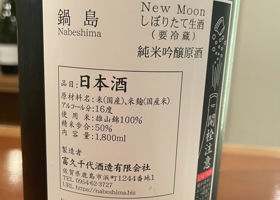 鍋島
Nabeshima
New Moon
しぼりたて生酒
(要冷蔵)
純米吟醸原酒
品目:日本酒
原材料名:米(国産)、米麹(国産米)
アルコール分:16度
使用米:雄山錦100%
精米歩合:50%
内容量:1,800ml
製造者
富久千代酒造有限会社
佐賀県鹿島市浜町1244番地1
TEL 0954-62-3727
URL https://nabeshima.biz
開栓注意